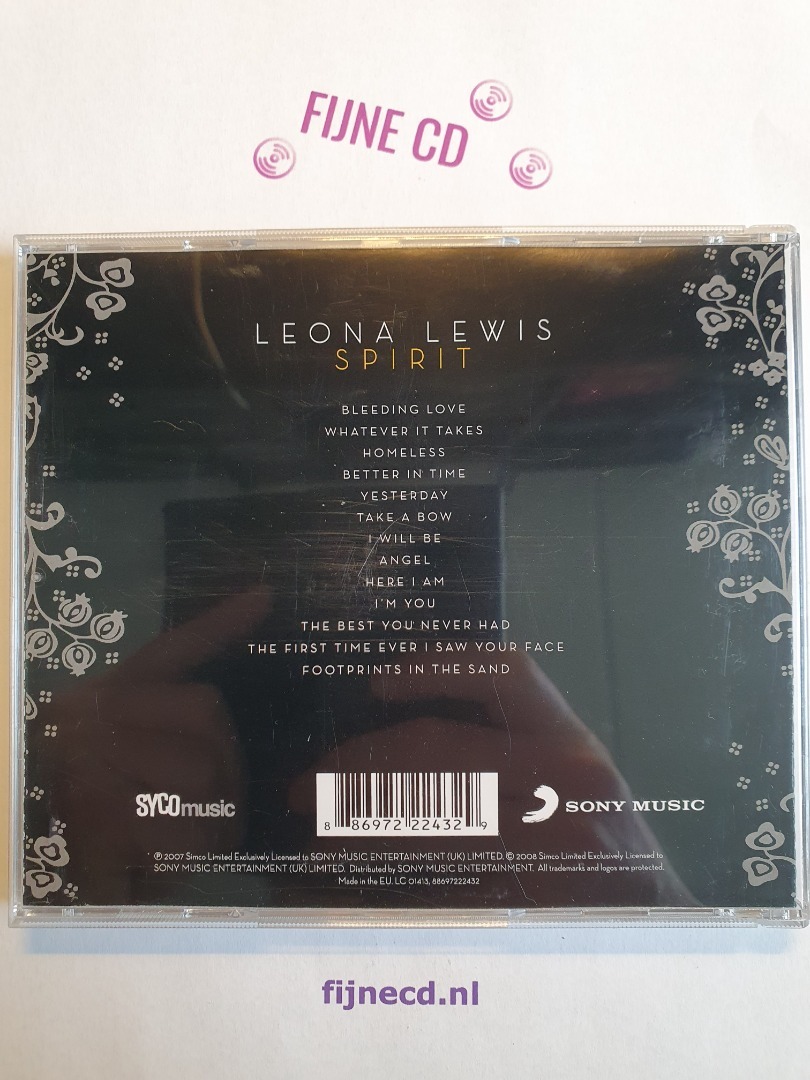 FIJNE CD
LEONA LEWIS
SPIRIT
BLEEDING LOVE
WHATEVER IT TAKES
HOMELESS
BETTER IN TIME
YESTERDAY
TAKE A BOW
I WILL BE
ANGEL
HERE I AM
I'M YOU
THE BEST YOU NEVER HAD
THE FIRST TIME EVER I SAW YOUR FACE
FOOTPRINTS IN THE SAND
SYCOmusic
8 86972 22432 9
SONY MUSIC
℗ 2007 Simco Limited Exclusively Licensed to SONY MUSIC ENTERTAINMENT (UK) LIMITED. © 2008 Simco Limited Exclusively Licensed to
SONY MUSIC ENTERTAINMENT (UK) LIMITED. Distributed by SONY MUSIC ENTERTAINMENT. All trademarks and logos are protected.
Made in the EU. LC 01413, 88697222432
fijnecd.nl